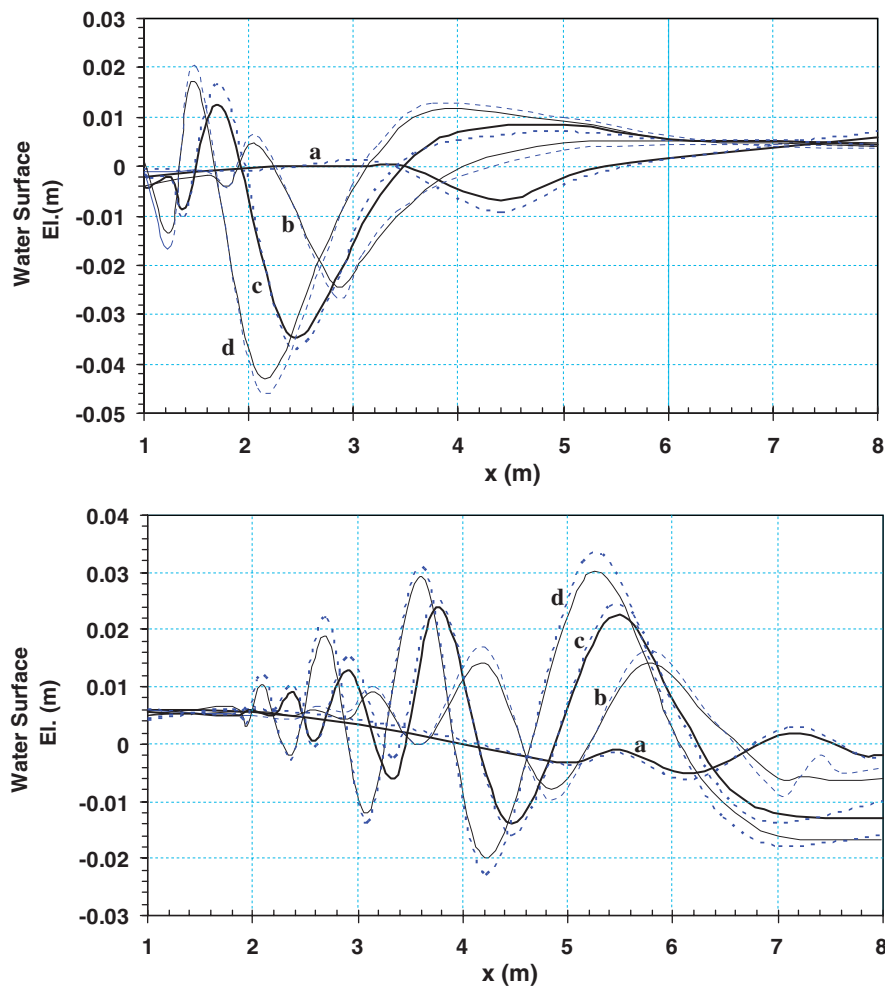 0.03
0.02
0.01
0
-0.01
-0.02
-0.03
-0.04
-0.05
Water Surface
El.(m)
a
b
c
d
1 2 3 4 5 6 7 8
x (m)
0.04
0.03
0.02
0.01
0
-0.01
-0.02
-0.03
Water Surface
El. (m)
d
c
b
a
1 2 3 4 5 6 7 8
x (m)